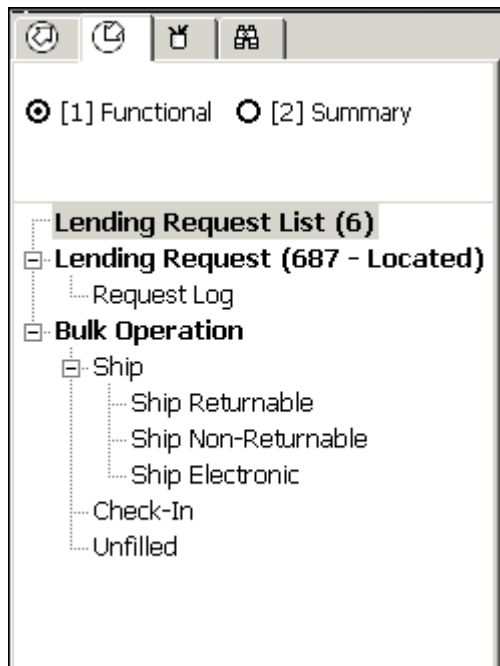 [1] Functional [2] Summary
Lending Request List (6)
Lending Request (687 - Located)
Request Log
Bulk Operation
Ship
Ship Returnable
Ship Non-Returnable
Ship Electronic
Check-In
Unfilled